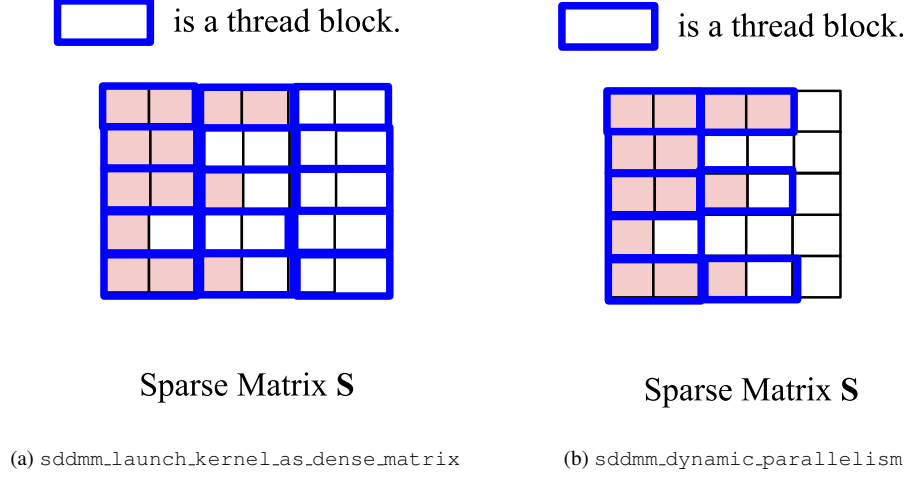 is a thread block.
is a thread block.
Sparse Matrix S
Sparse Matrix S
(a) sddmm_launch_kernel_as_dense_matrix
(b) sddmm_dynamic_parallelism